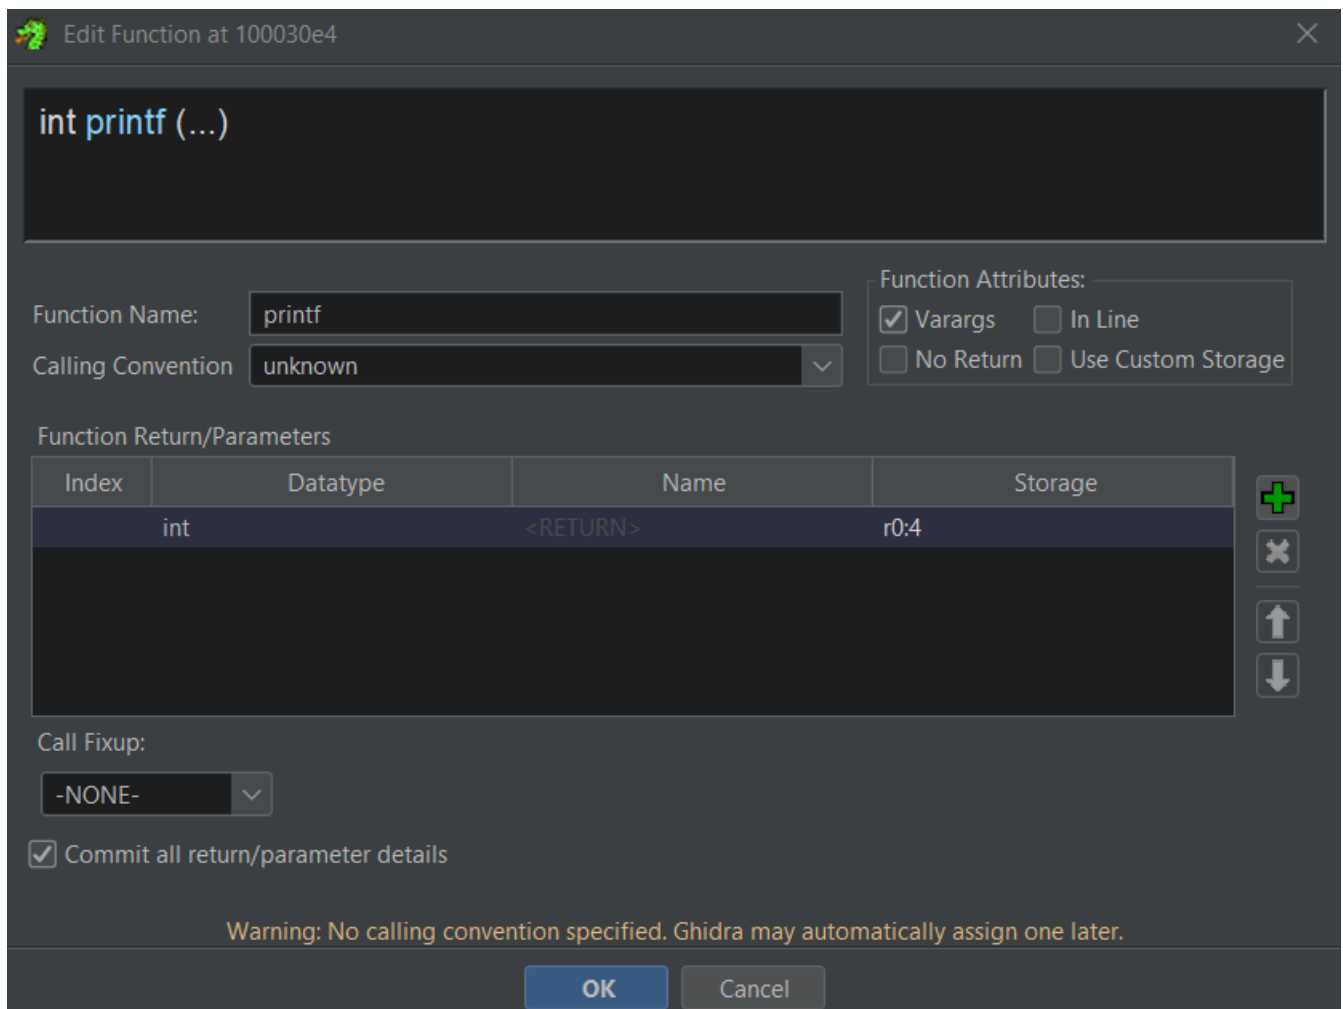 Edit Function at 100030e4
int printf (...)
Function Name:
printf
Calling Convention
unknown
Function Attributes:
Varargs
In Line
No Return
Use Custom Storage
Function Return/Parameters
Index Datatype Name Storage
int <RETURN> r0:4
Call Fixup:
-NONE-
Commit all return/parameter details
Warning: No calling convention specified. Ghidra may automatically assign one later.
OK
Cancel